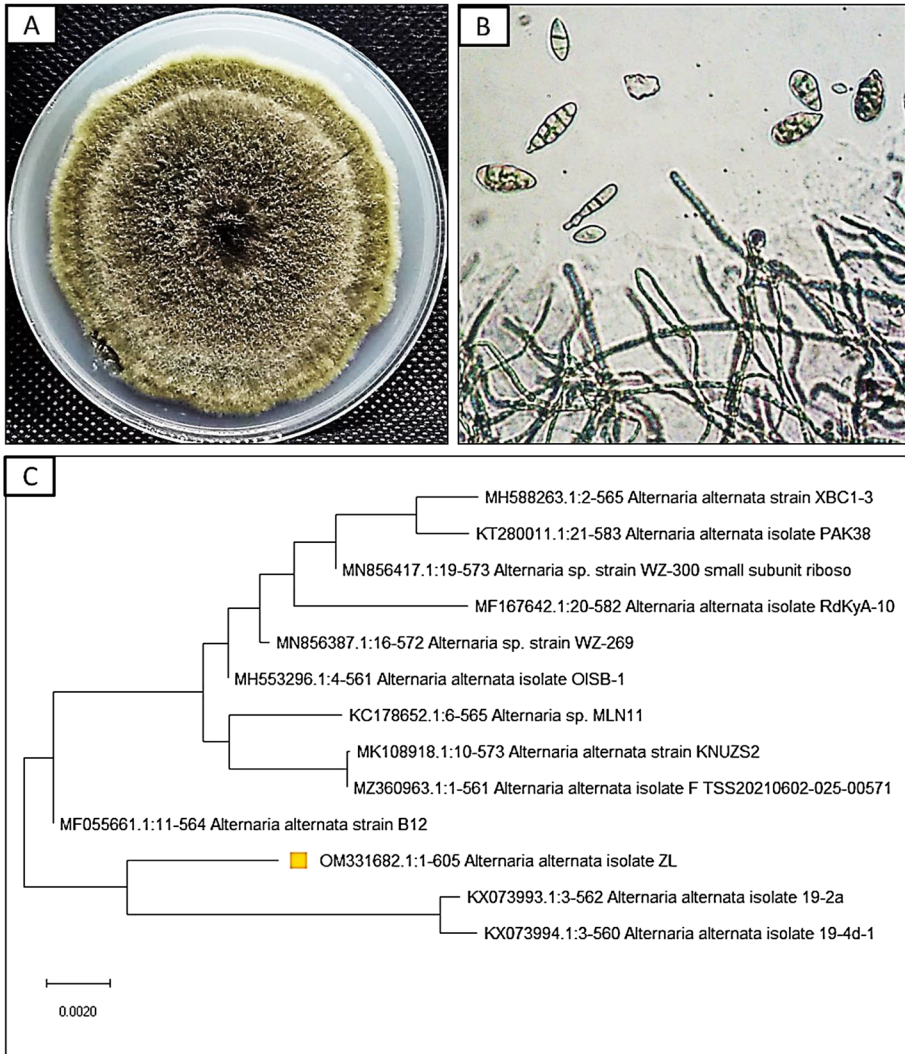 A
B
C
MH588263.1:2-565 Alternaria alternata strain XBC1-3
KT280011.1:21-583 Alternaria alternata isolate PAK38
MN856417.1:19-573 Alternaria sp. strain WZ-300 small subunit riboso
MF167642.1:20-582 Alternaria alternata isolate RdKyA-10
MN856387.1:16-572 Alternaria sp. strain WZ-269
MH553296.1:4-561 Alternaria alternata isolate OISB-1
KC178652.1:6-565 Alternaria sp. MLN11
MK108918.1:10-573 Alternaria alternata strain KNUZS2
MZ360963.1:1-561 Alternaria alternata isolate F TSS20210602-025-00571
MF055661.1:11-564 Alternaria alternata strain B12
OM331682.1:1-605 Alternaria alternata isolate ZL
KX073993.1:3-562 Alternaria alternata isolate 19-2a
KX073994.1:3-560 Alternaria alternata isolate 19-4d-1
0.0020